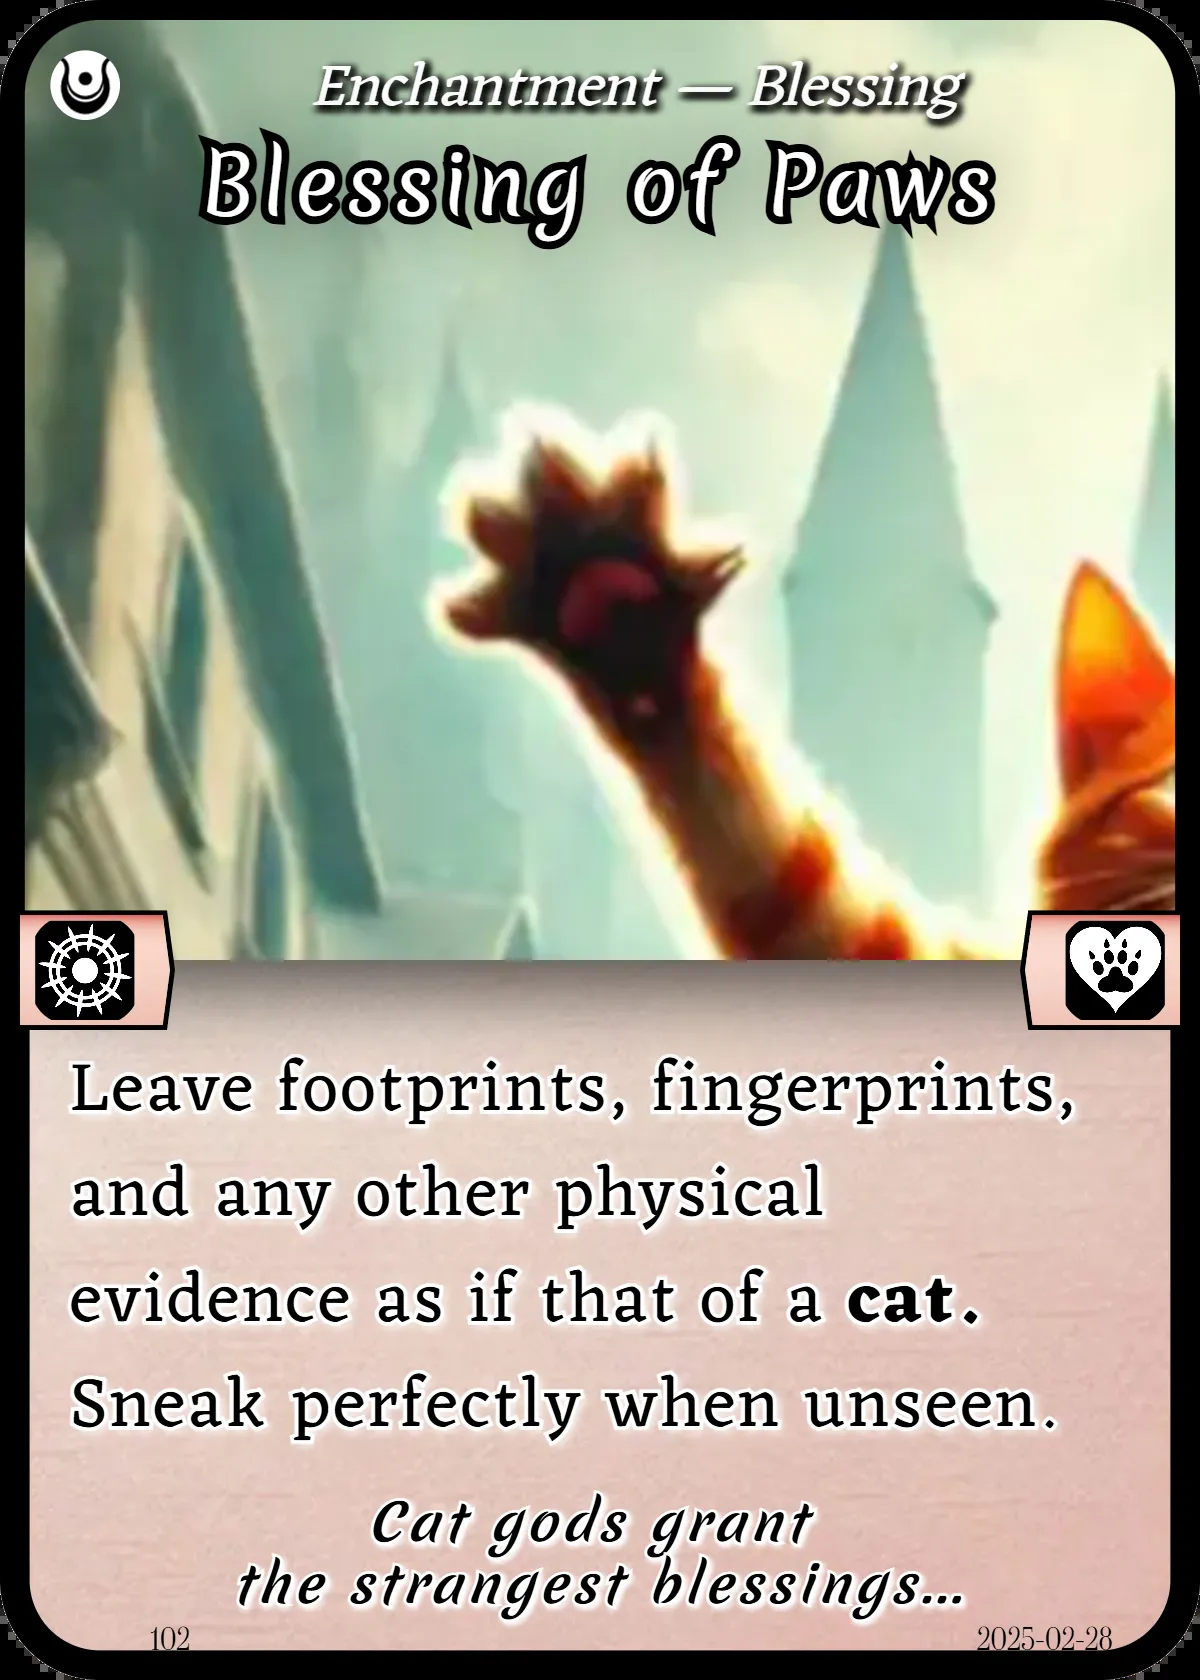 Enchantment — Blessing
Blessing of Paws
Leave footprints, fingerprints,
and any other physical
evidence as if that of a cat.
Sneak perfectly when unseen.
Cat gods grant
the strangest blessings...
102
2025-02-28